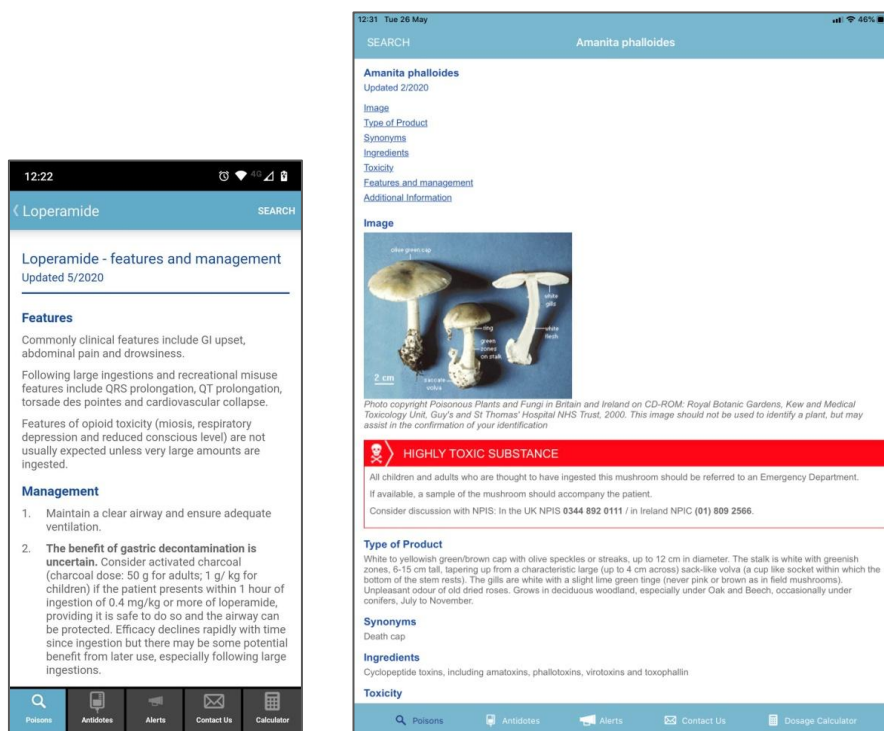 12:22
4G
Loperamide
SEARCH
Loperamide - features and management
Updated 5/2020
Features
Commonly clinical features include GI upset,
abdominal pain and drowsiness.
Following large ingestions and recreational misuse
features include QRS prolongation, QT prolongation,
torsade des pointes and cardiovascular collapse.
Features of opioid toxicity (miosis, respiratory
depression and reduced conscious level) are not
usually expected unless very large amounts are
ingested.
Management
1. Maintain a clear airway and ensure adequate
ventilation.
2. The benefit of gastric decontamination is
uncertain. Consider activated charcoal
(charcoal dose: 50 g for adults; 1 g/ kg for
children) if the patient presents within 1 hour of
ingestion of 0.4 mg/kg or more of loperamide,
providing it is safe to do so and the airway can
be protected. Efficacy declines rapidly with time
since ingestion but there may be some potential
benefit from later use, especially following large
ingestions.
Poisons
Antidotes
Alerts
Contact Us
Calculator
12:31 Tue 26 May
46%
SEARCH
Amanita phalloides
Amanita phalloides
Updated 2/2020
Image
Type of Product
Synonyms
Ingredients
Toxicity
Features and management
Additional Information
Image
olive green cap
white
gills
ring
green
zones
on stalk
white
flesh
saccate
volva
2 cm
Photo copyright Poisonous Plants and Fungi in Britain and Ireland on CD-ROM: Royal Botanic Gardens, Kew and Medical
Toxicology Unit, Guy's and St Thomas' Hospital NHS Trust, 2000. This image should not be used to identify a plant, but may
assist in the confirmation of your identification
HIGHLY TOXIC SUBSTANCE
All children and adults who are thought to have ingested this mushroom should be referred to an Emergency Department.
If available, a sample of the mushroom should accompany the patient.
Consider discussion with NPIS: In the UK NPIS 0344 892 0111 / in Ireland NPIC (01) 809 2566.
Type of Product
White to yellowish green/brown cap with olive speckles or streaks, up to 12 cm in diameter. The stalk is white with greenish
zones, 6-15 cm tall, tapering up from a characteristic large (up to 4 cm across) sack-like volva (a cup like socket within which the
bottom of the stem rests). The gills are white with a slight lime green tinge (never pink or brown as in field mushrooms).
Unpleasant odour of old dried roses. Grows in deciduous woodland, especially under Oak and Beech, occasionally under
conifers, July to November.
Synonyms
Death cap
Ingredients
Cyclopeptide toxins, including amatoxins, phallotoxins, virotoxins and toxophallin
Toxicity
Poisons
Antidotes
Alerts
Contact Us
Dosage Calculator